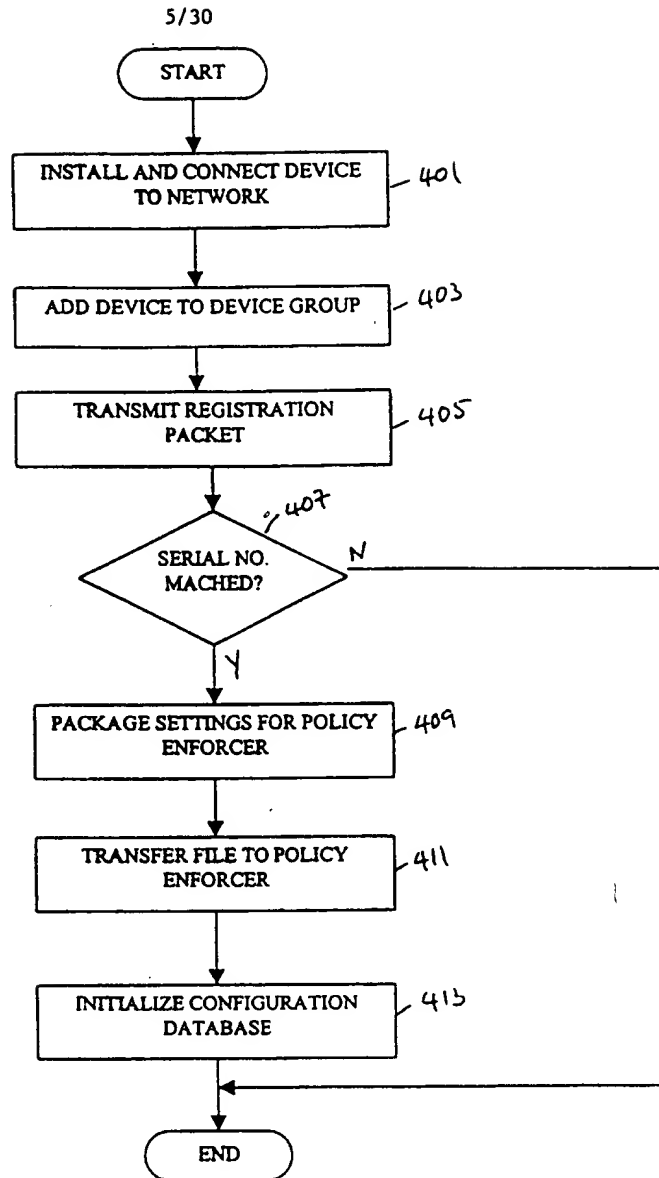 5/30
START
INSTALL AND CONNECT DEVICE
TO NETWORK
401
ADD DEVICE TO DEVICE GROUP
403
TRANSMIT REGISTRATION
PACKET
405
407
SERIAL NO.
MACHED?
N
Y
PACKAGE SETTINGS FOR POLICY
ENFORCER
409
TRANSFER FILE TO POLICY
ENFORCER
411
INITIALIZE CONFIGURATION
DATABASE
413
END